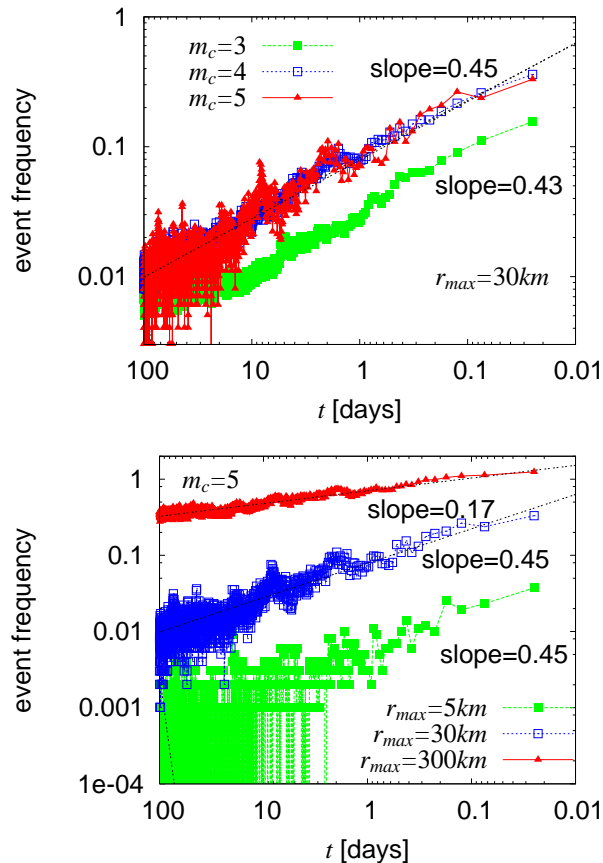 1
0.1
0.01
event frequency
m_c=3
m_c=4
m_c=5
slope=0.45
slope=0.43
r_max=30km
100 10 1 0.1 0.01
t [days]
1
0.1
0.01
0.001
1e-04
event frequency
m_c=5
slope=0.17
slope=0.45
slope=0.45
r_max=5km
r_max=30km
r_max=300km
100 10 1 0.1 0.01
t [days]